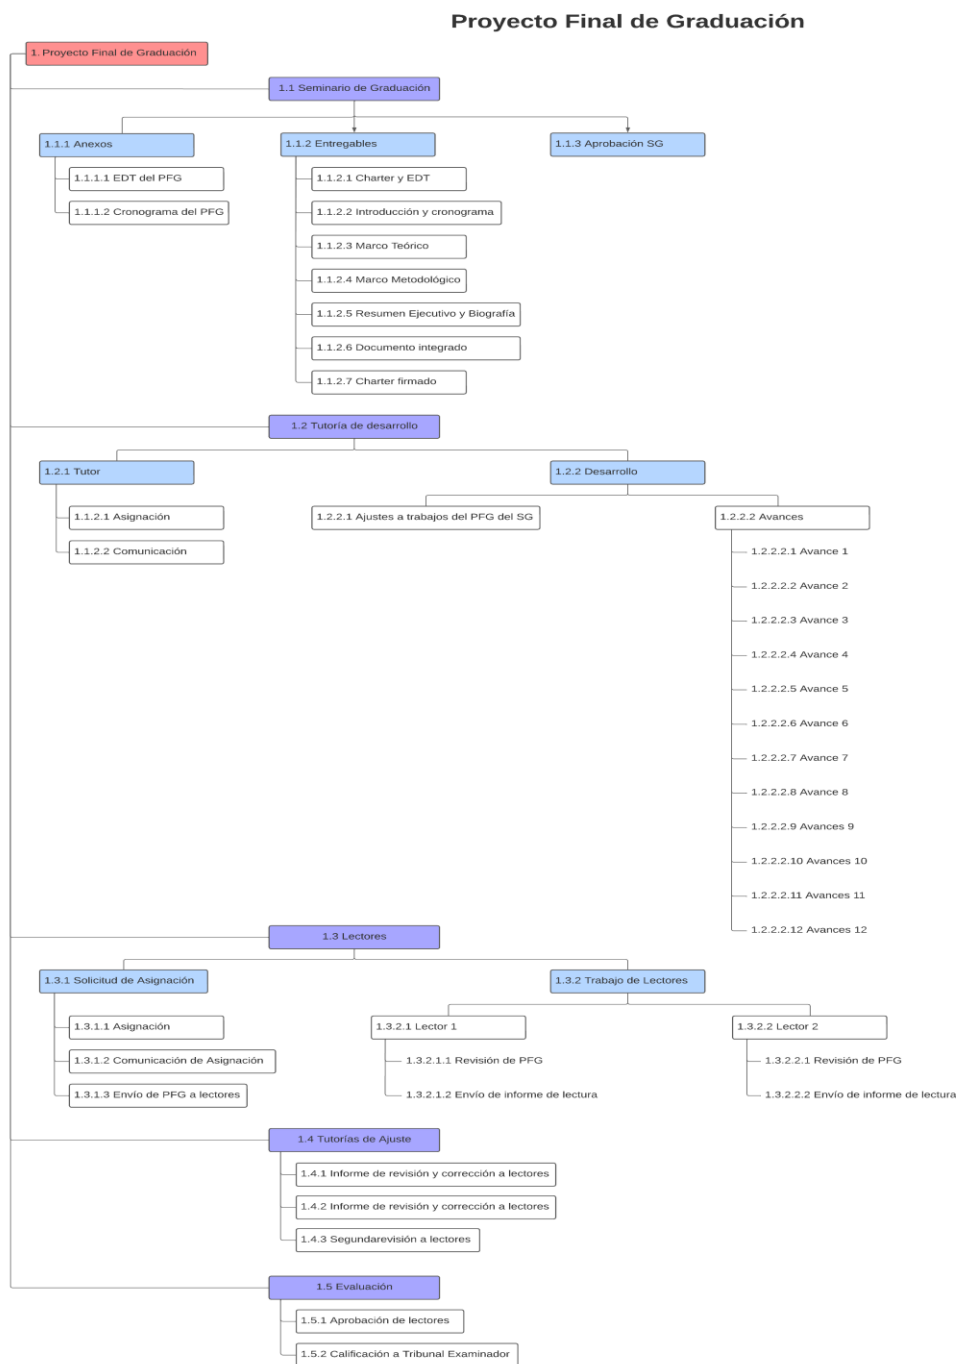 Proyecto Final de Graduación
1. Proyecto Final de Graduación
1.1 Seminario de Graduación
1.1.1 Anexos
1.1.2 Entregables
1.1.3 Aprobación SG
1.1.1.1 EDT del PFG
1.1.2.1 Charter y EDT
1.1.1.2 Cronograma del PFG
1.1.2.2 Introducción y cronograma
1.1.2.3 Marco Teórico
1.1.2.4 Marco Metodológico
1.1.2.5 Resumen Ejecutivo y Biografía
1.1.2.6 Documento integrado
1.1.2.7 Charter firmado
1.2 Tutoría de desarrollo
1.2.1 Tutor
1.2.2 Desarrollo
1.1.2.1 Asignación
1.2.2.1 Ajustes a trabajos del PFG del SG
1.2.2.2 Avances
1.1.2.2 Comunicación
1.2.2.2.1 Avance 1
1.2.2.2.2 Avance 2
1.2.2.2.3 Avance 3
1.2.2.2.4 Avance 4
1.2.2.2.5 Avance 5
1.2.2.2.6 Avance 6
1.2.2.2.7 Avance 7
1.2.2.2.8 Avance 8
1.2.2.2.9 Avances 9
1.2.2.2.10 Avances 10
1.2.2.2.11 Avances 11
1.2.2.2.12 Avances 12
1.3 Lectores
1.3.1 Solicitud de Asignación
1.3.2 Trabajo de Lectores
1.3.1.1 Asignación
1.3.2.1 Lector 1
1.3.2.2 Lector 2
1.3.1.2 Comunicación de Asignación
1.3.2.1.1 Revisión de PFG
1.3.2.2.1 Revisión de PFG
1.3.1.3 Envío de PFG a lectores
1.3.2.1.2 Envío de informe de lectura
1.3.2.2.2 Envío de informe de lectura
1.4 Tutorías de Ajuste
1.4.1 Informe de revisión y corrección a lectores
1.4.2 Informe de revisión y corrección a lectores
1.4.3 Segundarevisión a lectores
1.5 Evaluación
1.5.1 Aprobación de lectores
1.5.2 Calificación a Tribunal Examinador